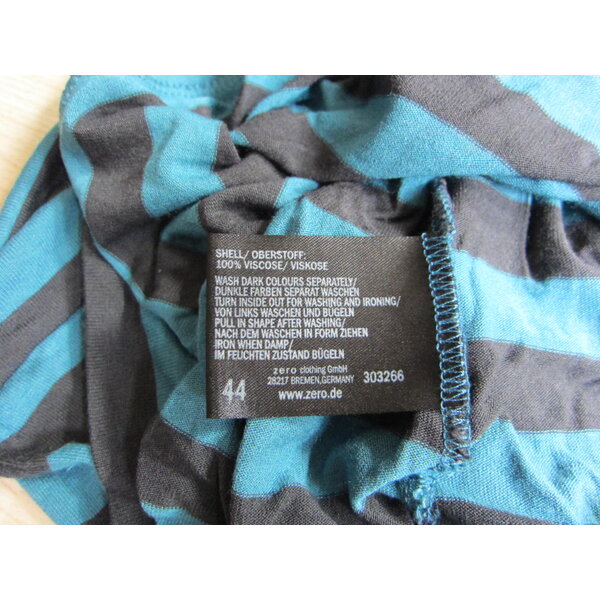 SHELL/ OBERSTOFF:
100% VISCOSE/ VISKOSE
WASH DARK COLOURS SEPARATELY/
DUNKLE FARBEN SEPARAT WASCHEN
TURN INSIDE OUT FOR WASHING AND IRONING/
VON LINKS WASCHEN UND BÜGELN
PULL IN SHAPE AFTER WASHING/
NACH DEM WASCHEN IN FORM ZIEHEN
IRON WHEN DAMP/
IM FEUCHTEN ZUSTAND BÜGELN
zero clothing GmbH
28217 BREMEN,GERMANY 303266
44 www.zero.de